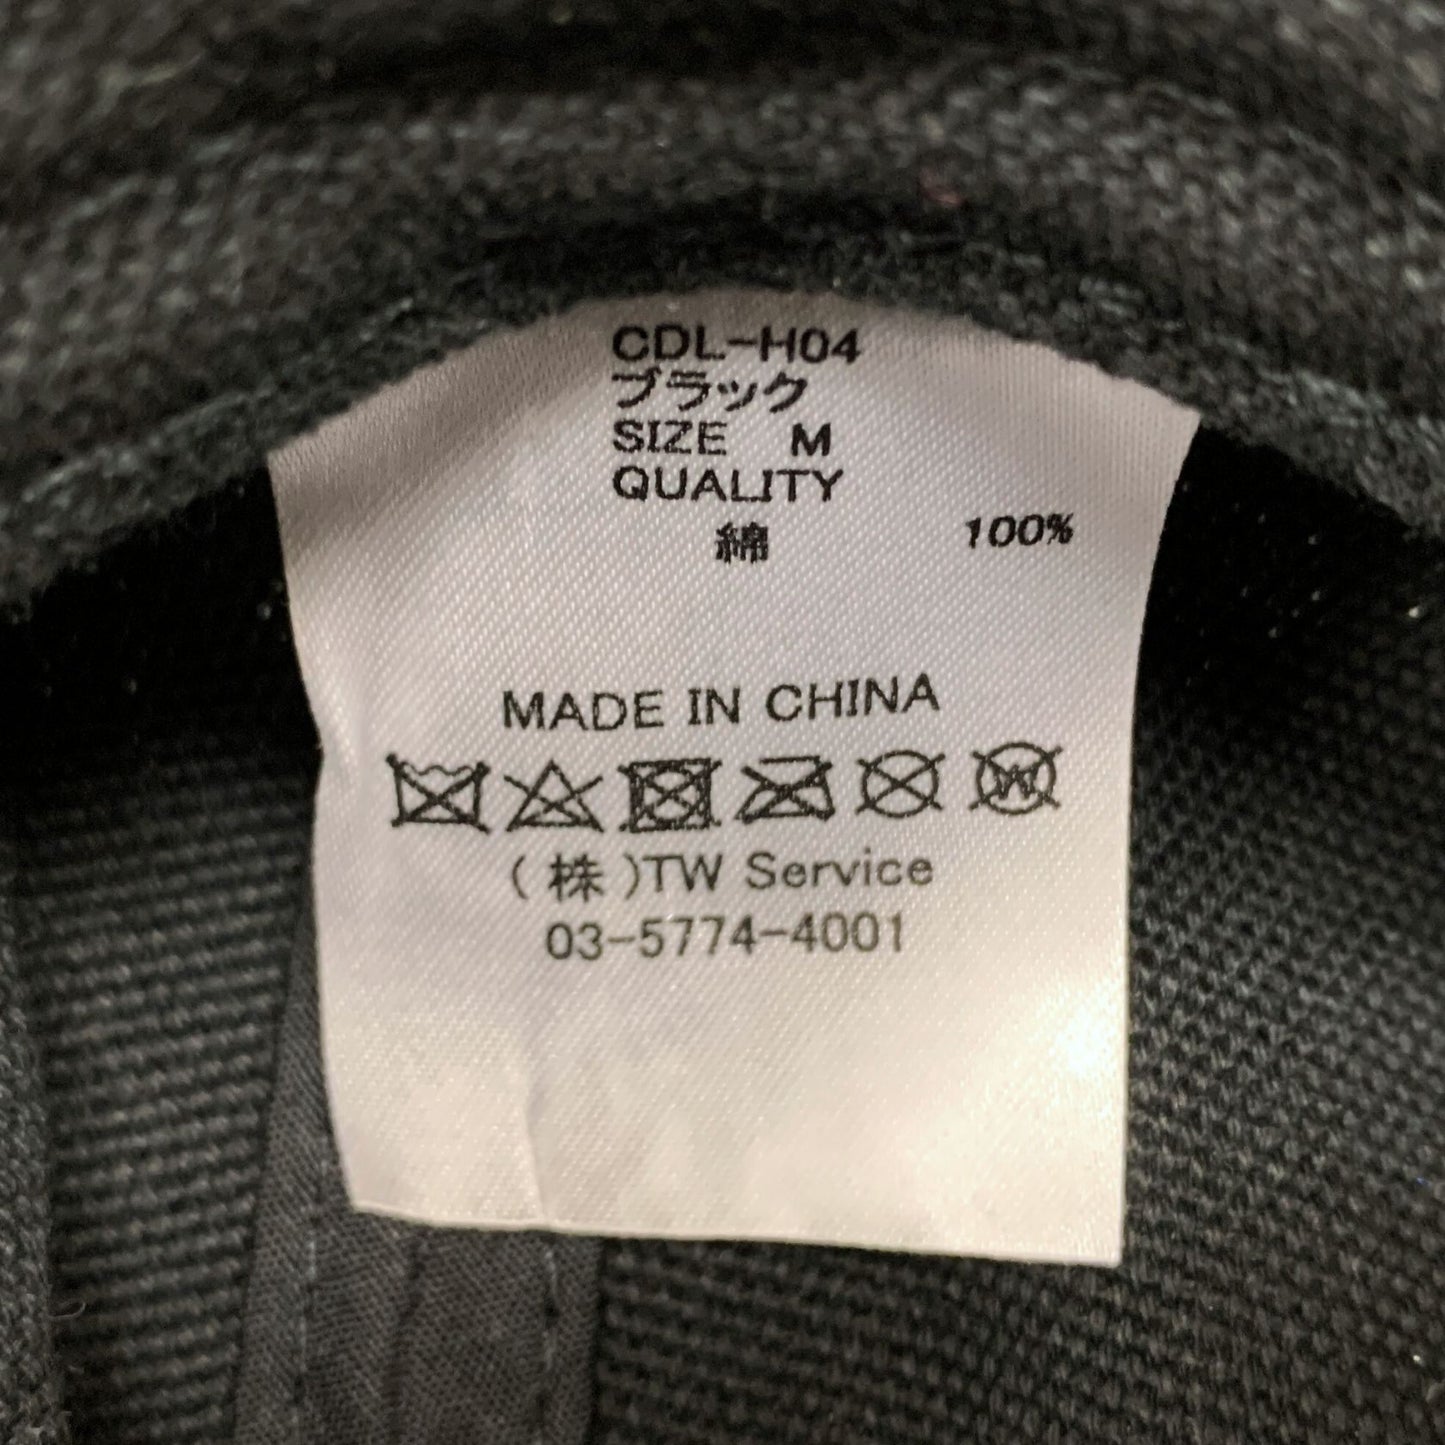 CDL-H04
ブラック
SIZE M
QUALITY
綿 100%
MADE IN CHINA
W
(株)TW Service
03-5774-4001